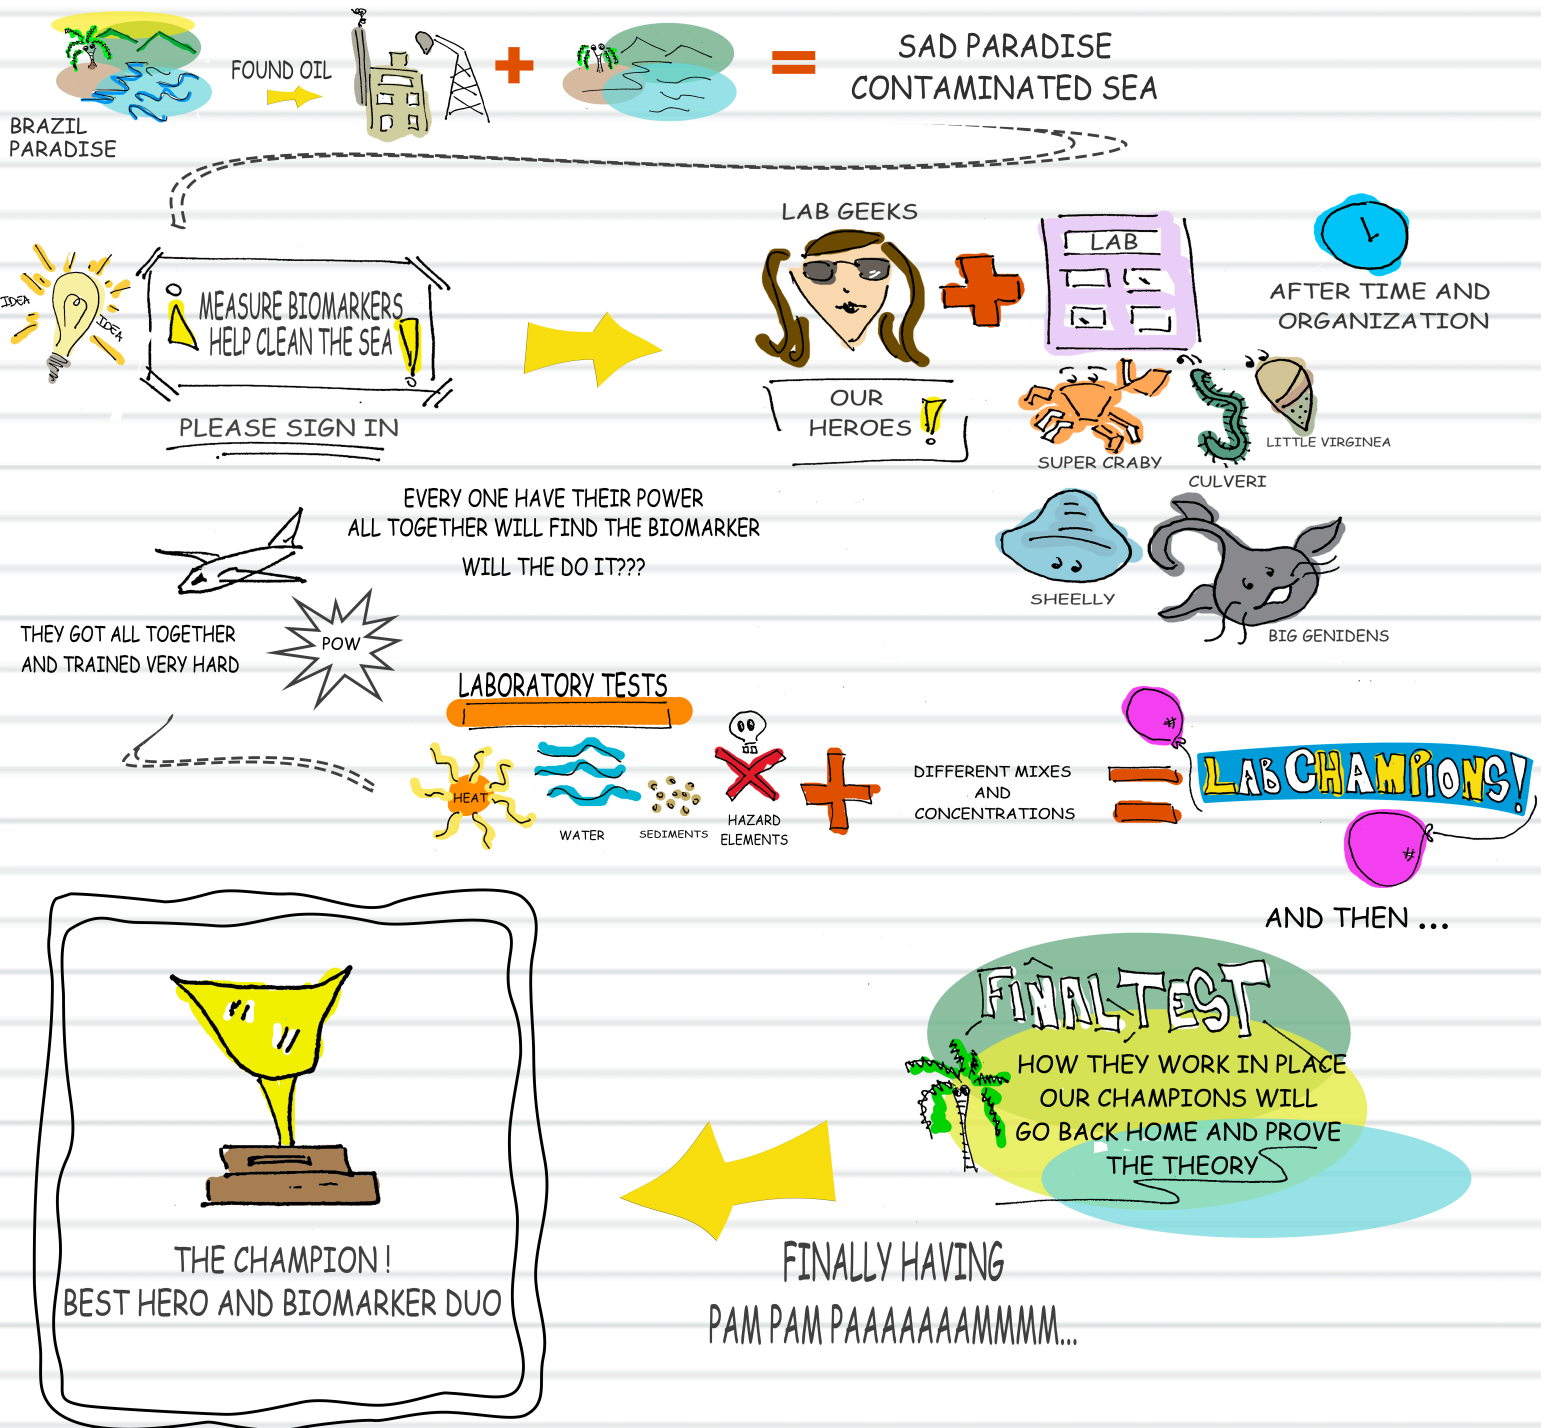 BRAZIL
PARADISE
FOUND OIL
SAD PARADISE
CONTAMINATED SEA
IDEA
IDEA
MEASURE BIOMARKERS
HELP CLEAN THE SEA
PLEASE SIGN IN
LAB GEEKS
LAB
AFTER TIME AND
ORGANIZATION
OUR
HEROES
SUPER CRABY
CULVERI
LITTLE VIRGINEA
SHEELLY
BIG GENIDENS
EVERY ONE HAVE THEIR POWER
ALL TOGETHER WILL FIND THE BIOMARKER
WILL THE DO IT???
THEY GOT ALL TOGETHER
AND TRAINED VERY HARD
POW
LABORATORY TESTS
HEAT
WATER
SEDIMENTS
HAZARD
ELEMENTS
DIFFERENT MIXES
AND
CONCENTRATIONS
LAB CHAMPIONS!
AND THEN ...
FINAL TEST
HOW THEY WORK IN PLACE
OUR CHAMPIONS WILL
GO BACK HOME AND PROVE
THE THEORY
FINALLY HAVING
PAM PAM PAAAAAAAMMMM...
THE CHAMPION !
BEST HERO AND BIOMARKER DUO